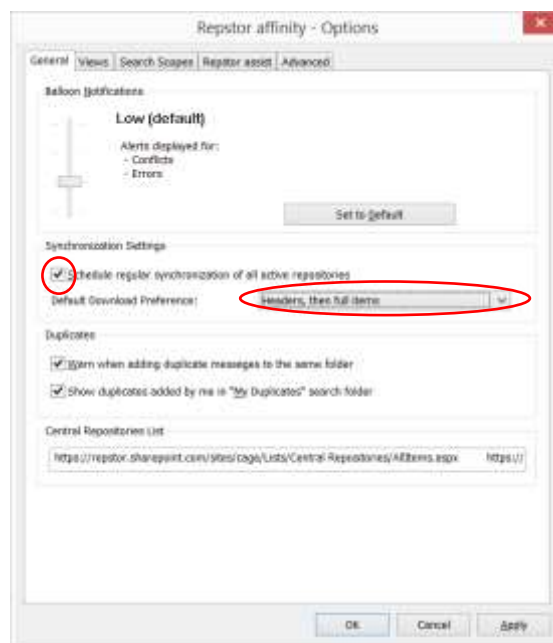 Repstor affinity - Options
General Views Search Scopes Repstor assist Advanced
Balloon Notifications
Low (default)
Alerts displayed for:
- Conflicts
- Errors
Set to Default
Synchronization Settings
Schedule regular synchronization of all active repositories
Default Download Preference: Headers, then full items
Duplicates
Warn when adding duplicate messages to the same folder
Show duplicates added by me in "My Duplicates" search folder
Central Repositories List
https://repstor.sharepoint.com/sites/cage/Lists/Central Repositories/AllItems.aspx https://
OK Cancel Apply